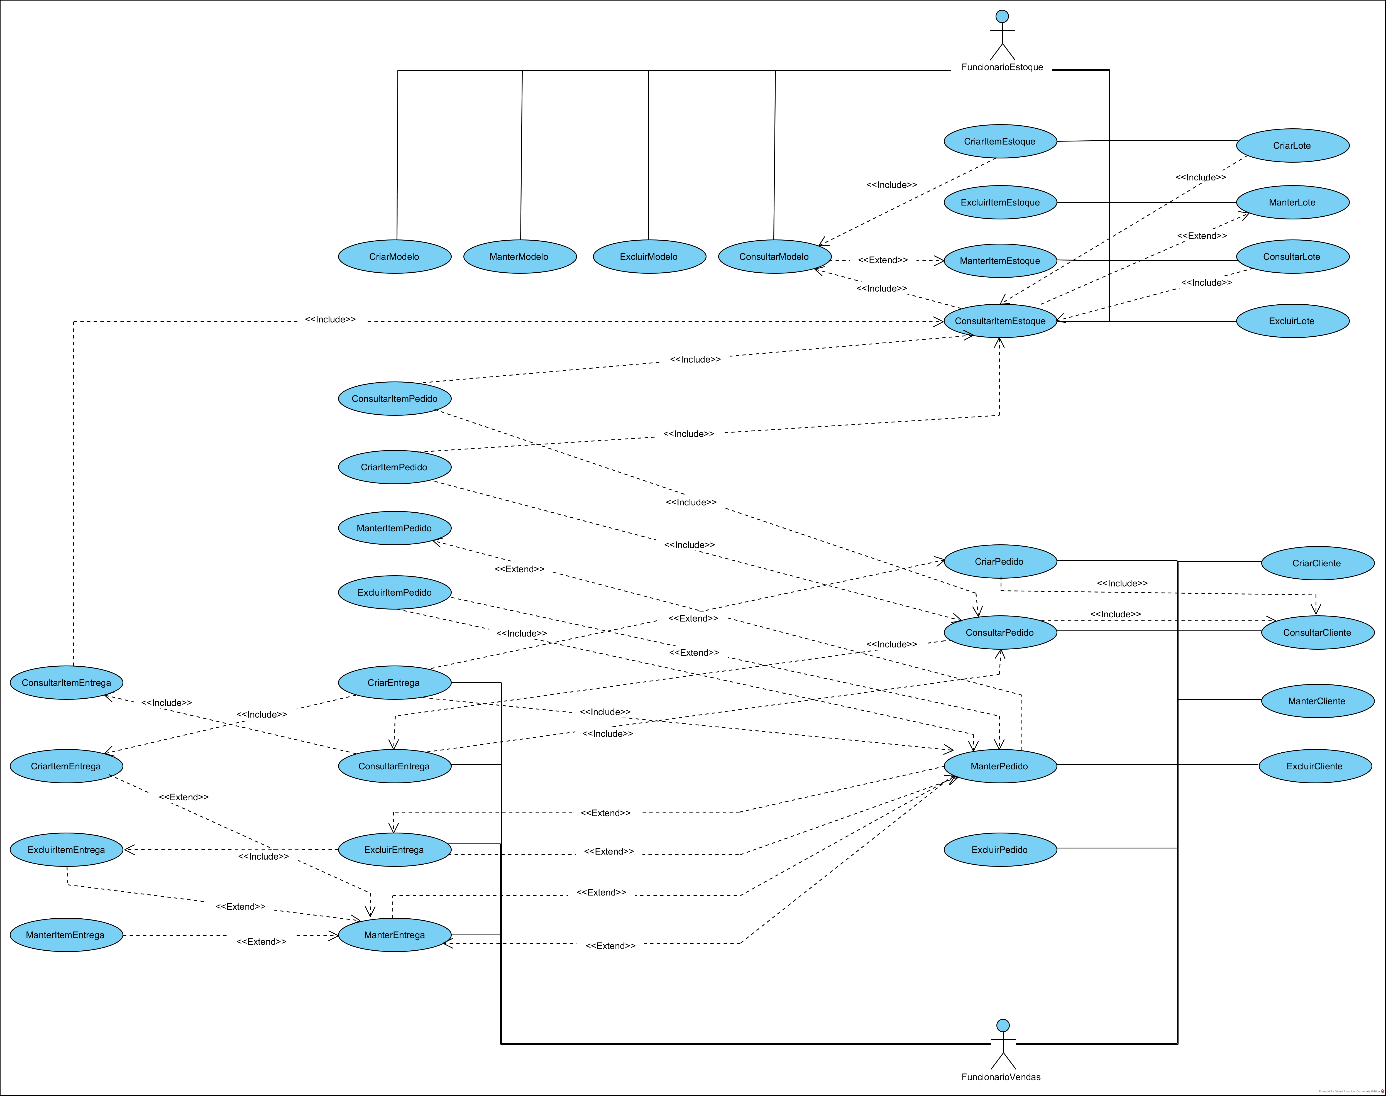 FuncionarioEstoque
CriarItemEstoque
CriarLote
<<Include>>
<<Include>>
ExcluirItemEstoque
ManterLote
<<Extend>>
CriarModelo
ManterModelo
ExcluirModelo
ConsultarModelo
<<Extend>>
ManterItemEstoque
ConsultarLote
<<Include>>
<<Include>>
<<Include>>
ConsultarItemEstoque
ExcluirLote
<<Include>>
ConsultarItemPedido
<<Include>>
CriarItemPedido
<<Include>>
ManterItemPedido
<<Include>>
<<Extend>>
CriarPedido
CriarCliente
<<Include>>
ExcluirItemPedido
<<Include>>
<<Extend>>
<<Include>>
ConsultarPedido
ConsultarCliente
<<Include>>
<<Extend>>
ConsultarItemEntrega
CriarEntrega
<<Include>>
<<Include>>
<<Include>>
ManterCliente
<<Include>>
CriarItemEntrega
ConsultarEntrega
ManterPedido
ExcluirCliente
<<Extend>>
<<Extend>>
ExcluirItemEntrega
<<Include>>
ExcluirEntrega
<<Extend>>
ExcluirPedido
<<Extend>>
<<Extend>>
ManterItemEntrega
<<Extend>>
ManterEntrega
<<Extend>>
FuncionarioVendas